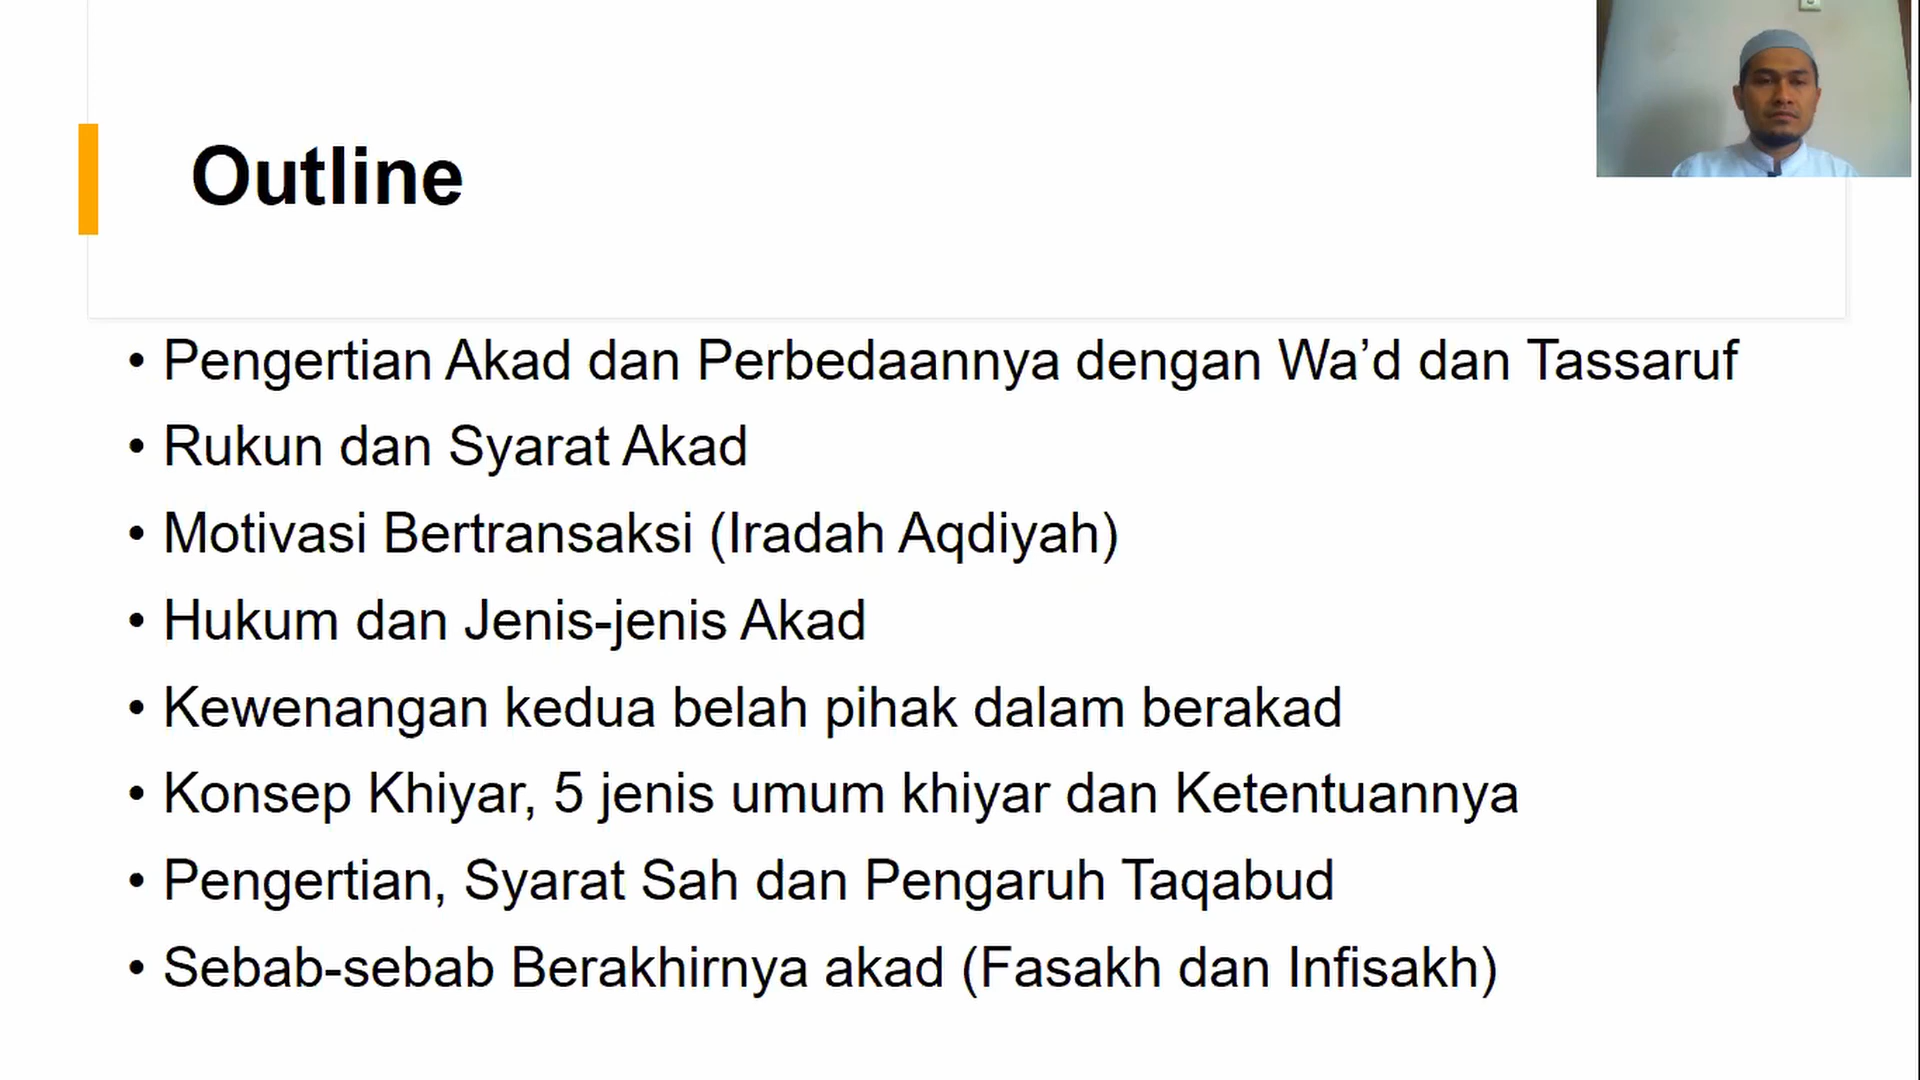 Outline
• Pengertian Akad dan Perbedaannya dengan Wa’d dan Tassaruf
• Rukun dan Syarat Akad
• Motivasi Bertransaksi (Iradah Aqdiyah)
• Hukum dan Jenis-jenis Akad
• Kewenangan kedua belah pihak dalam berakad
• Konsep Khiyar, 5 jenis umum khiyar dan Ketentuannya
• Pengertian, Syarat Sah dan Pengaruh Taqabud
• Sebab-sebab Berakhirnya akad (Fasakh dan Infisakh)